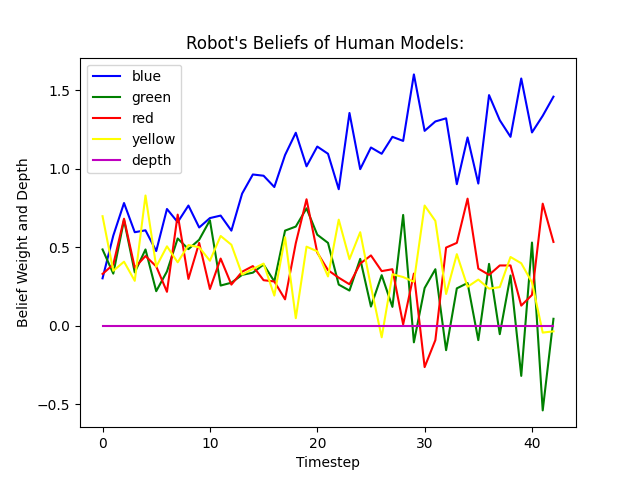 Robot's Beliefs of Human Models:
blue
green
red
yellow
depth
1.5
1.0
0.5
0.0
−0.5
Belief Weight and Depth
0
10
20
30
40
Timestep